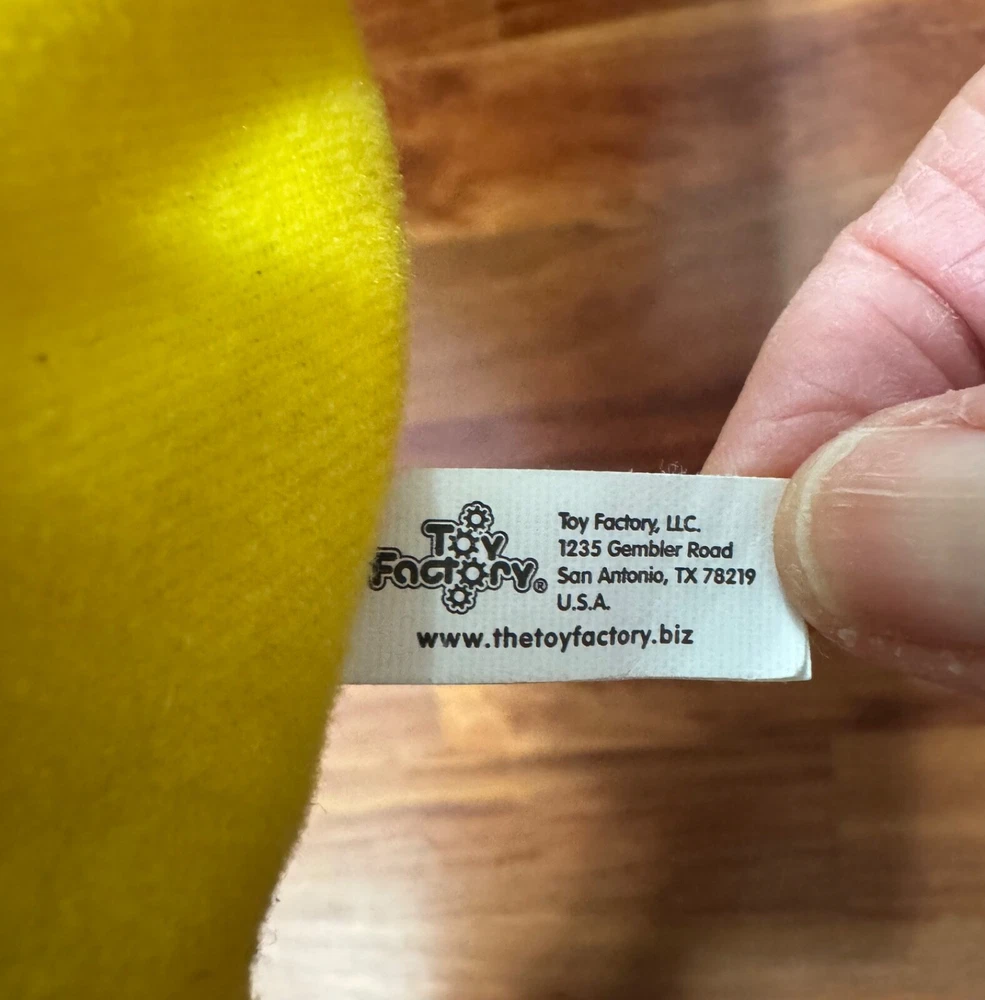 Toy
Factory®
Toy Factory, LLC.
1235 Gembler Road
San Antonio, TX 78219
U.S.A.
www.thetoyfactory.biz